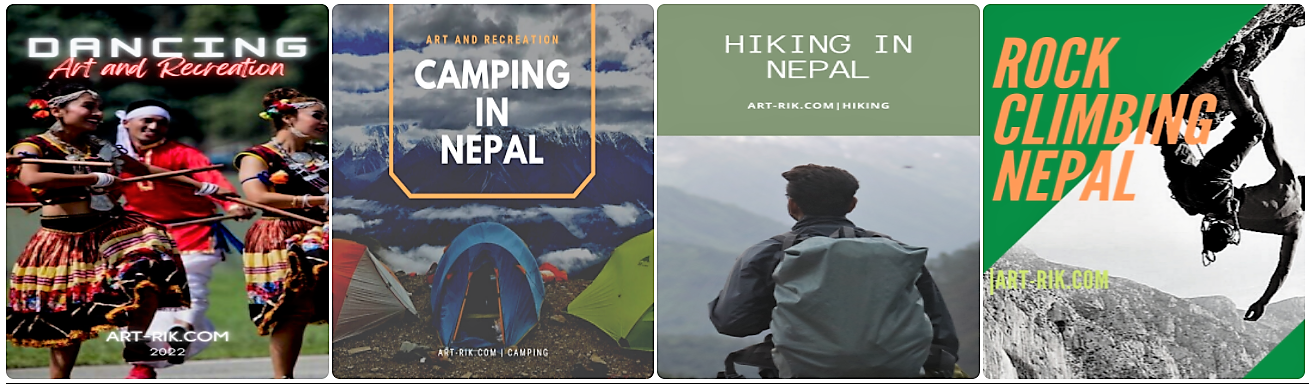 DANCING
Art and Recreation
ART-RIK.COM
2022
ART AND RECREATION
CAMPING
IN
NEPAL
ART-RIK.COM | CAMPING
HIKING IN
NEPAL
ART-RIK.COM|HIKING
ROCK
CLIMBING
NEPAL
|ART-RIK.COM